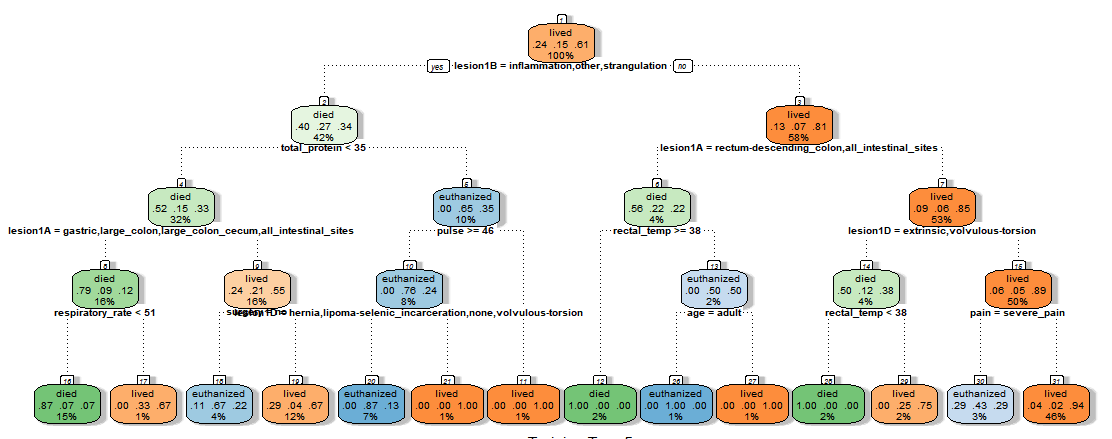 1
lived
.24 .15 .61
100%
yes lesion1B = inflammation,other,strangulation no
2
died
.40 .27 .34
42%
3
lived
.13 .07 .81
58%
total_protein < 35
lesion1A = rectum-descending_colon,all_intestinal_sites
4
died
.52 .15 .33
32%
5
euthanized
.00 .65 .35
10%
6
died
.56 .22 .22
4%
7
lived
.09 .06 .85
53%
lesion1A = gastric,large_colon,large_colon_cecum,all_intestinal_sites
pulse >= 46
rectal_temp >= 38
lesion1D = extrinsic,volvulous-torsion
8
died
.79 .09 .12
16%
9
lived
.24 .21 .55
16%
10
euthanized
.00 .76 .24
8%
13
euthanized
.00 .50 .50
2%
14
died
.50 .12 .38
4%
15
lived
.06 .05 .89
50%
respiratory_rate < 51
hernia,lipoma-selenic_incarceration,none,volvulous-torsion
age = adult
rectal_temp < 38
pain = severe_pain
16
died
.87 .07 .07
15%
17
lived
.00 .33 .67
1%
18
euthanized
.11 .67 .22
4%
19
lived
.29 .04 .67
12%
20
euthanized
.00 .87 .13
7%
21
lived
.00 .00 1.00
1%
11
lived
.00 .00 1.00
1%
12
died
1.00 .00 .00
2%
26
euthanized
.00 1.00 .00
1%
27
lived
.00 .00 1.00
1%
28
died
1.00 .00 .00
2%
29
lived
.00 .25 .75
2%
30
euthanized
.29 .43 .29
3%
31
lived
.04 .02 .94
46%